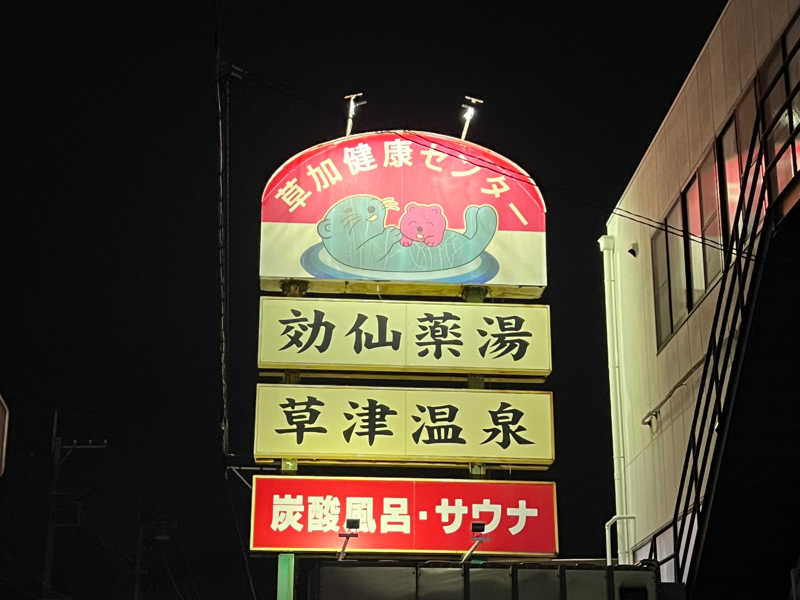 草加健康センター
効仙薬湯
草津温泉
炭酸風呂・サウナ